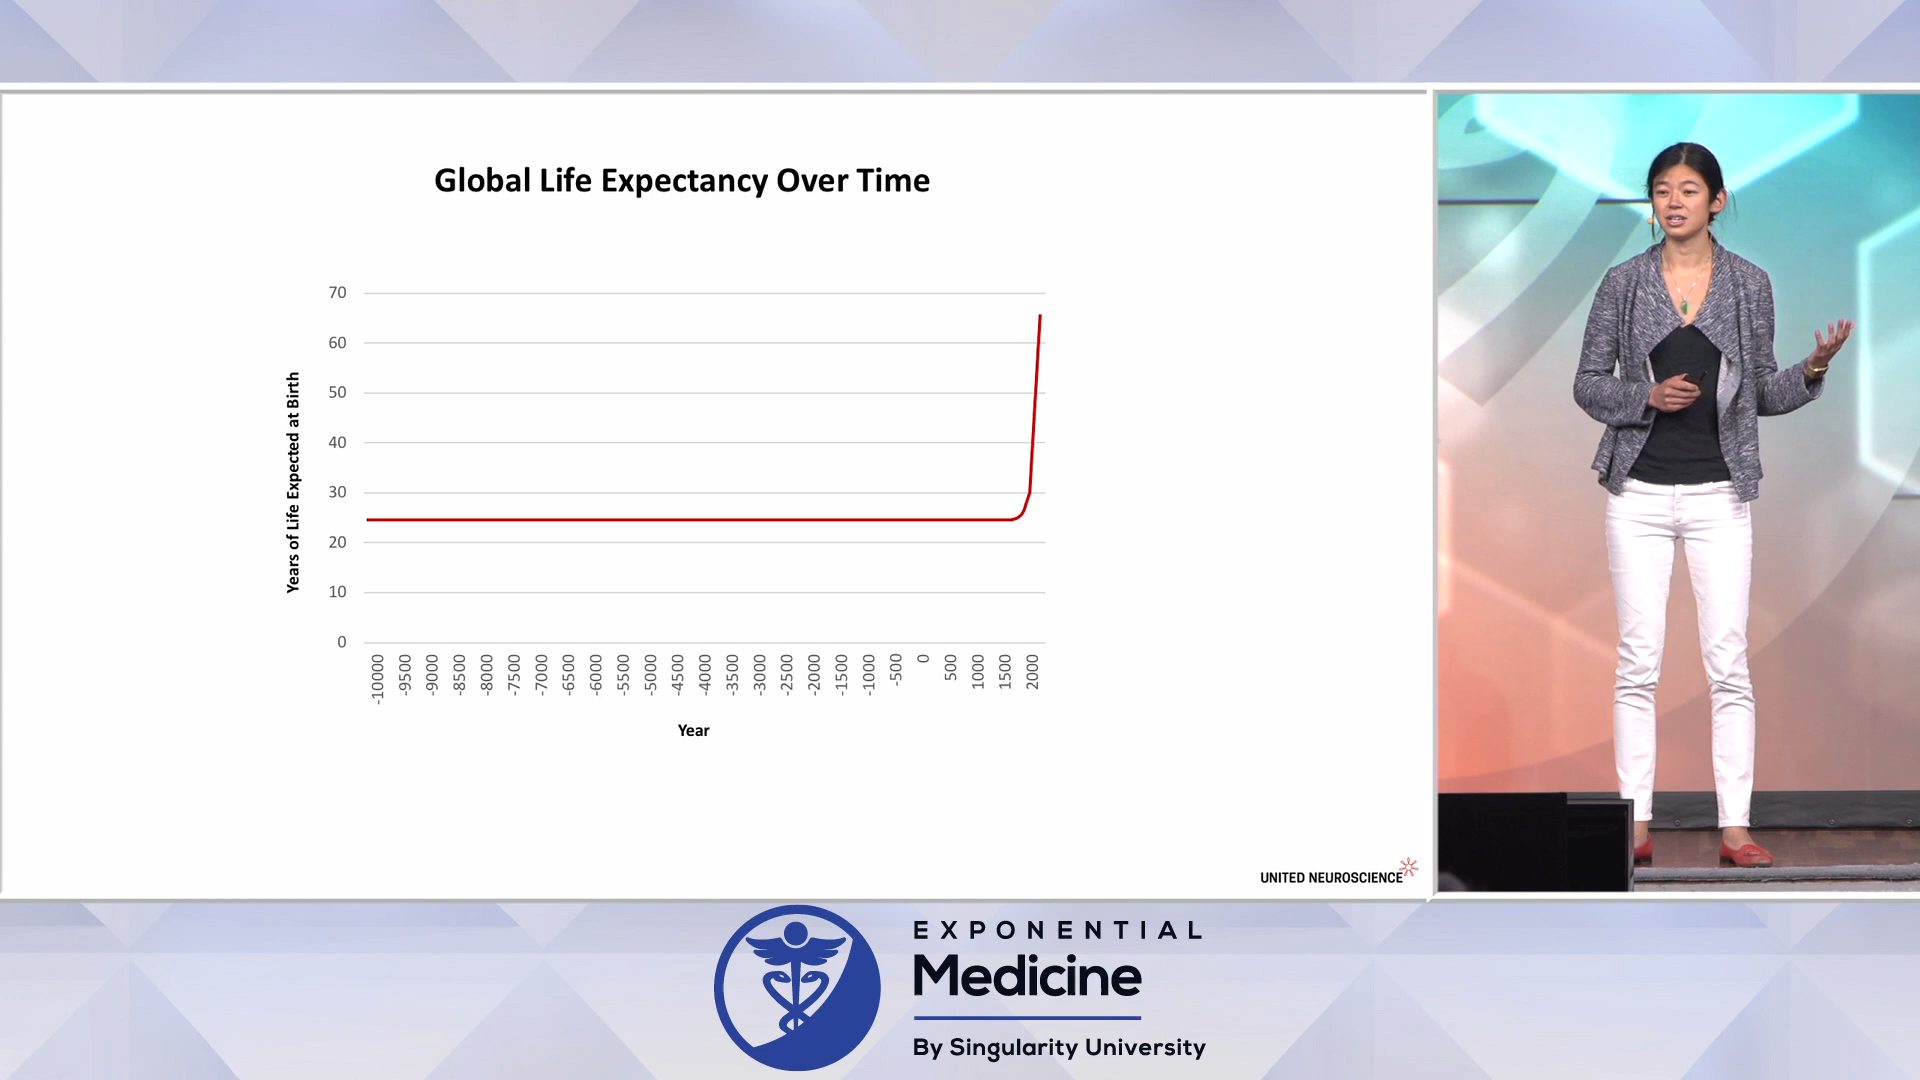 Global Life Expectancy Over Time
Years of Life Expected at Birth
70
60
50
40
30
20
10
0
-10000 -9500 -9000 -8500 -8000 -7500 -7000 -6500 -6000 -5500 -5000 -4500 -4000 -3500 -3000 -2500 -2000 -1500 -1000 -500 0 500 1000 1500 2000
Year
UNITED NEUROSCIENCE
EXPONENTIAL
Medicine
By Singularity University